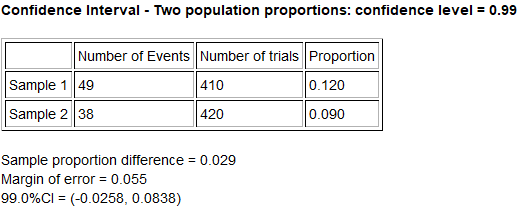 Confidence Interval - Two population proportions: confidence level = 0.99
Number of Events Number of trials Proportion
Sample 1 49 410 0.120
Sample 2 38 420 0.090
Sample proportion difference = 0.029
Margin of error = 0.055
99.0%CI = (-0.0258, 0.0838)